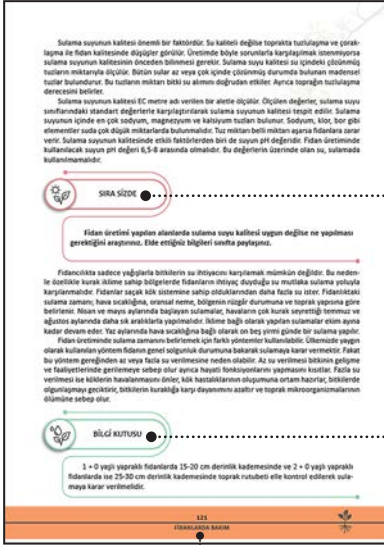 Sulama suyunun kalitesi önemli bir faktördür. Su kaliteli değilse toprakta tuzlulaşma ve çorak-
laşma ile fidan kalitesinde düşüşler görülür. Üretimde böyle sorunlarla karşılaşılmak istenmiyorsa
sulama suyunun kalitesinin önceden bilinmesi gerekir. Sulama suyu kalitesi su içindeki çözünmüş
tuzların miktarıyla ölçülür. Bütün sular az veya çok içinde çözünmüş durumda bulunan madensel
tuzlar bulundurur. Bu tuzların miktarı bitki su alımını doğrudan etkiler. Ayrıca toprağın tuzlulaşma
derecesini belirler.
Sulama suyunun kalitesi EC metre adı verilen bir aletle ölçülür. Ölçülen değerler, sulama suyu
sınıflarındaki standart değerlerle karşılaştırılarak sulama suyunun kalitesi tespit edilir. Sulama
suyunun içinde en çok sodyum, magnezyum ve kalsiyum tuzları bulunur. Sodyum, klor, bor gibi
elementler suda çok düşük miktarlarda bulunmalıdır. Tuz miktarı belli miktarı aşarsa fidanlara zarar
verir. Sulama suyunun kalitesinde etkili faktörlerden biri de suyun pH değeridir. Fidan üretiminde
kullanılacak suyun pH değeri 6,5-8 arasında olmalıdır. Bu değerlerin üzerinde olan su, sulamada
kullanılmamalıdır.
SIRA SİZDE
Fidan üretimi yapılan alanlarda sulama suyu kalitesi uygun değilse ne yapılması
gerektiğini araştırınız. Elde ettiğiniz bilgileri sınıfta paylaşınız.
Fidancılıkta sadece yağışlarla bitkilerin su ihtiyacını karşılamak mümkün değildir. Bu neden-
le özellikle kurak iklime sahip bölgelerde fidanların ihtiyaç duyduğu su mutlaka sulama yoluyla
karşılanmalıdır. Fidanlar saçak kök sistemine sahip olduklarından daha fazla su ister. Fidanlıktaki
sulama zamanı; hava sıcaklığına, oransal neme, bölgenin rüzgâr durumuna ve toprak yapısına göre
belirlenir. Nisan ve mayıs aylarında başlayan sulamalar, havaların çok kurak seyrettiği temmuz ve
ağustos aylarında daha sık aralıklarla yapılmalıdır. İklime bağlı olarak yapılan sulamalar ekim ayına
kadar devam eder. Yaz aylarında hava sıcaklığına bağlı olarak on beş yirmi günde bir sulama yapılır.
Fidan üretiminde sulama zamanını belirlemek için farklı yöntemler kullanılabilir. Ülkemizde yaygın
olarak kullanılan yöntem fidanın genel solgunluk durumuna bakarak sulamaya karar vermektir. Fakat
bu yöntem gereğinden az veya fazla su verilmesine neden olabilir. Az su verilmesi bitkinin gelişme
ve faaliyetlerinde gerilemeye sebep olur ayrıca hayati fonksiyonlarını yapmasını kısıtlar. Fazla su
verilmesi ise köklerin havalanmasını önler, kök hastalıklarının oluşumuna ortam hazırlar, bitkilerde
olgunlaşmayı geciktirir, bitkilerin kuraklığa karşı dayanımını azaltır ve toprak mikroorganizmalarının
ölümüne sebep olur.
BİLGİ KUTUSU
1 + 0 yaşlı yapraklı fidanlarda 15-20 cm derinlik kademesinde ve 2 + 0 yaşlı yapraklı
fidanlarda ise 25-30 cm derinlik kademesinde toprak rutubeti elle kontrol edilerek sula-
maya karar verilmelidir.
121
FİDANLARDA BAKIM